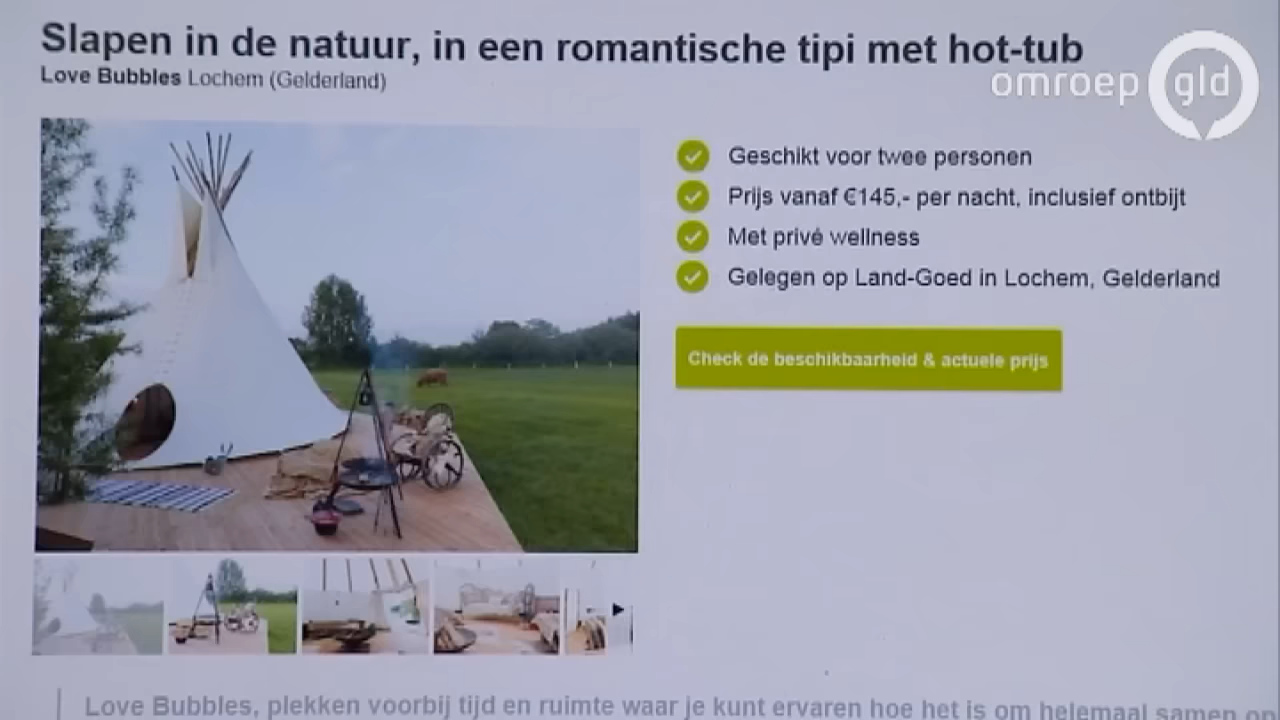 Slapen in de natuur, in een romantische tipi met hot-tub
Love Bubbles Lochem (Gelderland)
omroep gld
Geschikt voor twee personen
Prijs vanaf €145,- per nacht, inclusief ontbijt
Met privé wellness
Gelegen op Land-Goed in Lochem, Gelderland
Check de beschikbaarheid & actuele prijs
Love Bubbles, plekken voorbij tijd en ruimte waar je kunt ervaren hoe het is om helemaal samen op